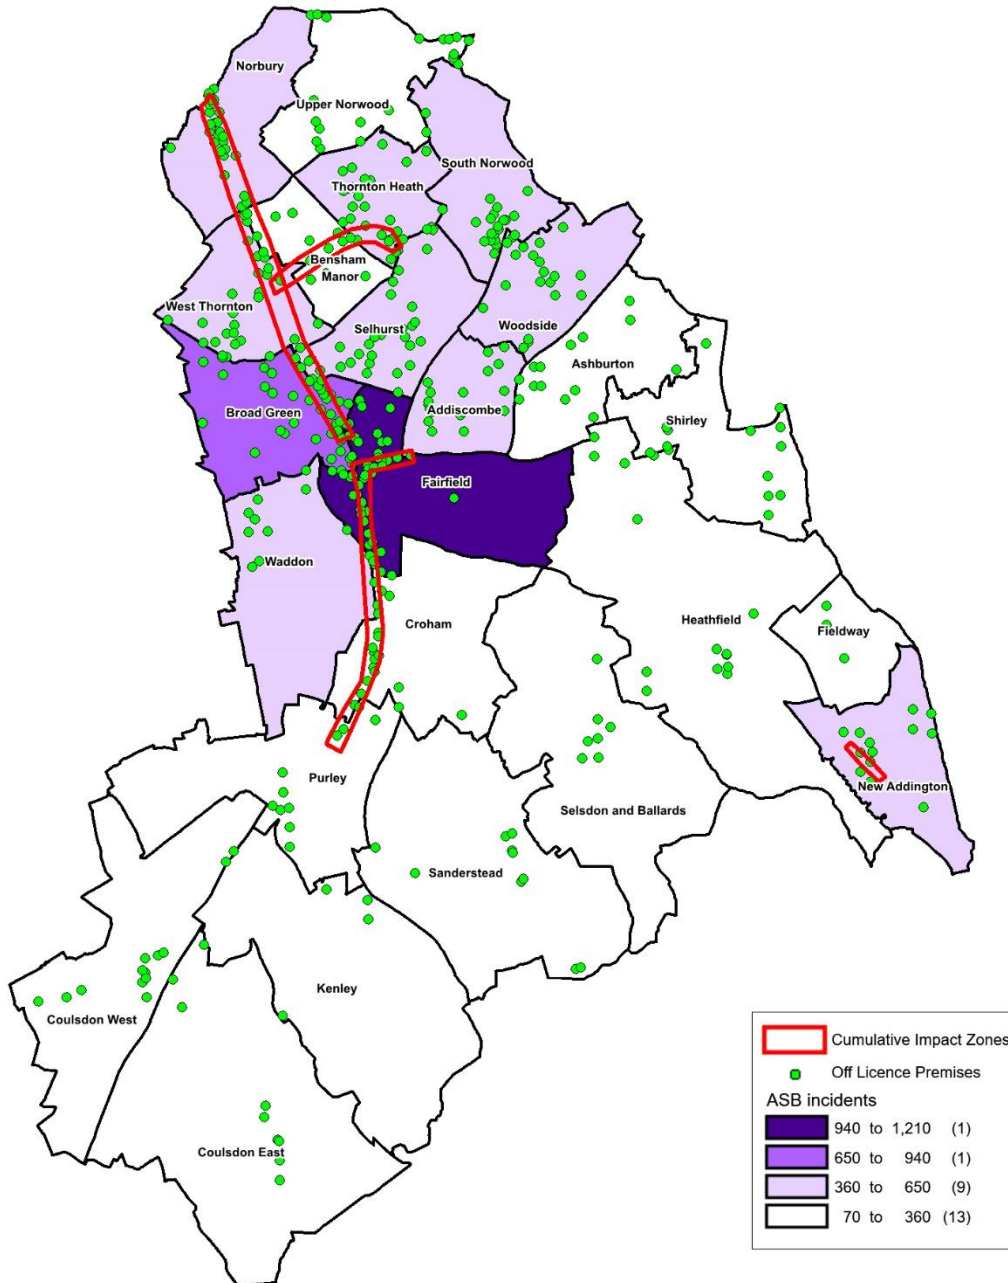 Norbury
Upper Norwood
South Norwood
Thornton Heath
Bensham
Manor
West Thornton
Selhurst
Woodside
Ashburton
Broad Green
Addiscombe
Shirley
Fairfield
Waddon
Croham
Heathfield
Fieldway
Purley
New Addington
Selsdon and Ballards
Sanderstead
Kenley
Coulsdon West
Coulsdon East
Cumulative Impact Zones
Off Licence Premises
ASB incidents
940 to 1,210 (1)
650 to 940 (1)
360 to 650 (9)
70 to 360 (13)